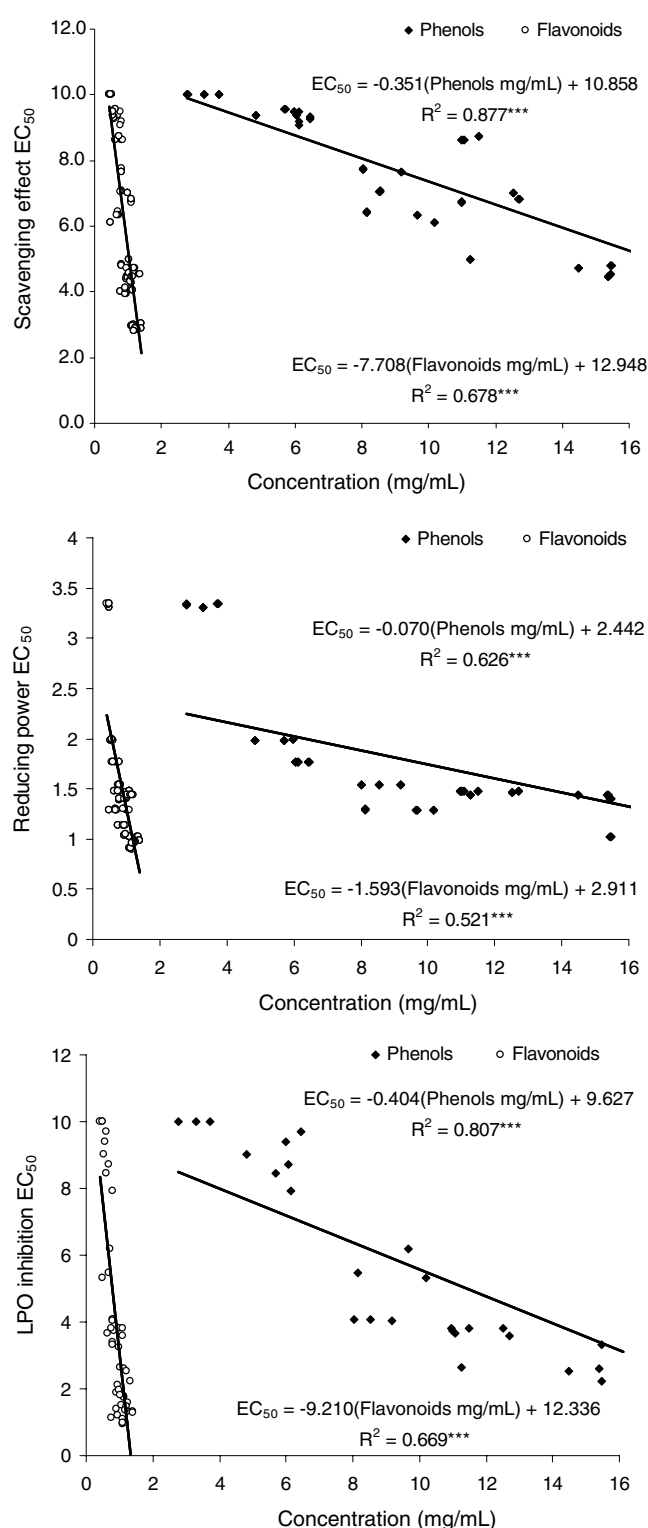 12.0
10.0
8.0
6.0
4.0
2.0
0.0
Scavenging effect EC50
Phenols Flavonoids
EC50 = -0.351(Phenols mg/mL) + 10.858
R2 = 0.877***
EC50 = -7.708(Flavonoids mg/mL) + 12.948
R2 = 0.678***
0 2 4 6 8 10 12 14 16
Concentration (mg/mL)
4
3.5
3
2.5
2
1.5
1
0.5
0
Reducing power EC50
Phenols Flavonoids
EC50 = -0.070(Phenols mg/mL) + 2.442
R2 = 0.626***
EC50 = -1.593(Flavonoids mg/mL) + 2.911
R2 = 0.521***
0 2 4 6 8 10 12 14 16
Concentration (mg/mL)
12
10
8
6
4
2
0
LPO inhibition EC50
Phenols Flavonoids
EC50 = -0.404(Phenols mg/mL) + 9.627
R2 = 0.807***
EC50 = -9.210(Flavonoids mg/mL) + 12.336
R2 = 0.669***
0 2 4 6 8 10 12 14 16
Concentration (mg/mL)